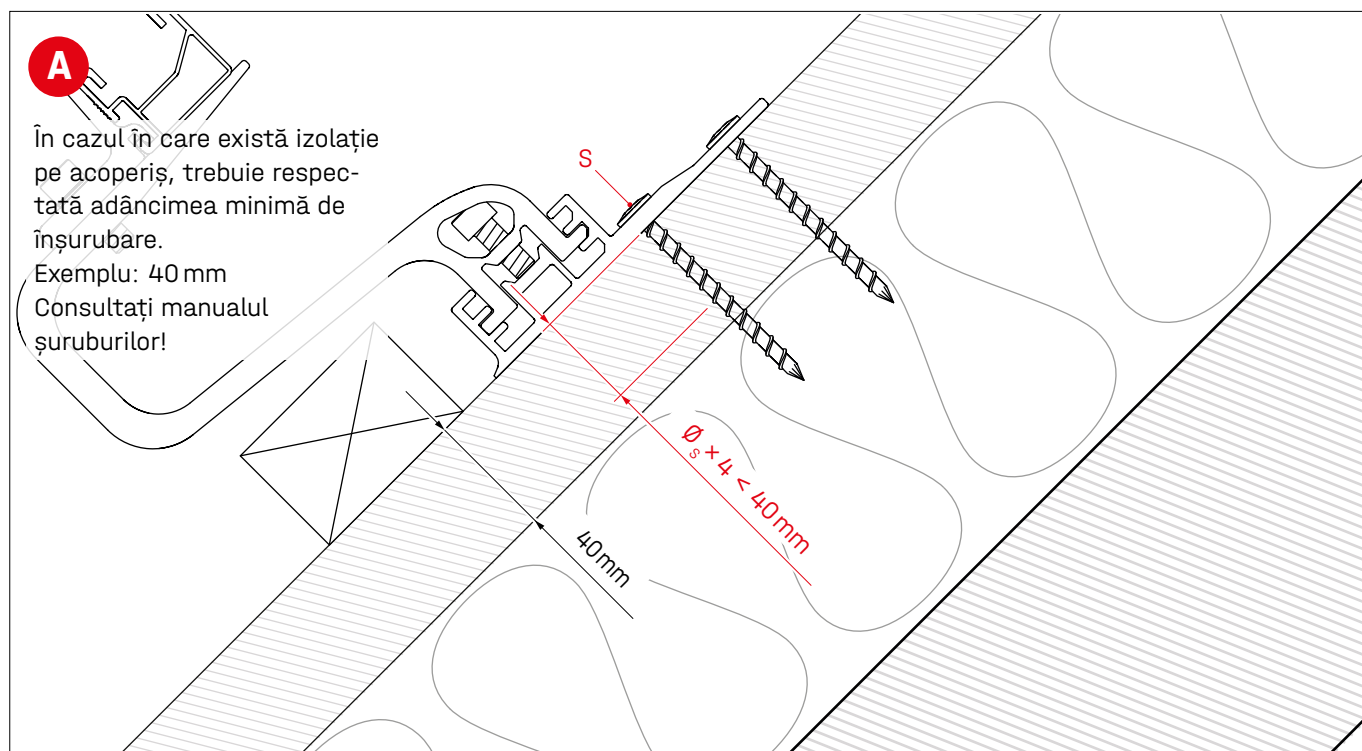 A
În cazul în care există izolație
pe acoperiș, trebuie respec-
tată adâncimea minimă de
înșurubare.
Exemplu: 40 mm
Consultați manualul
șuruburilor!
S
Ø
S × 4 < 40 mm
40mm